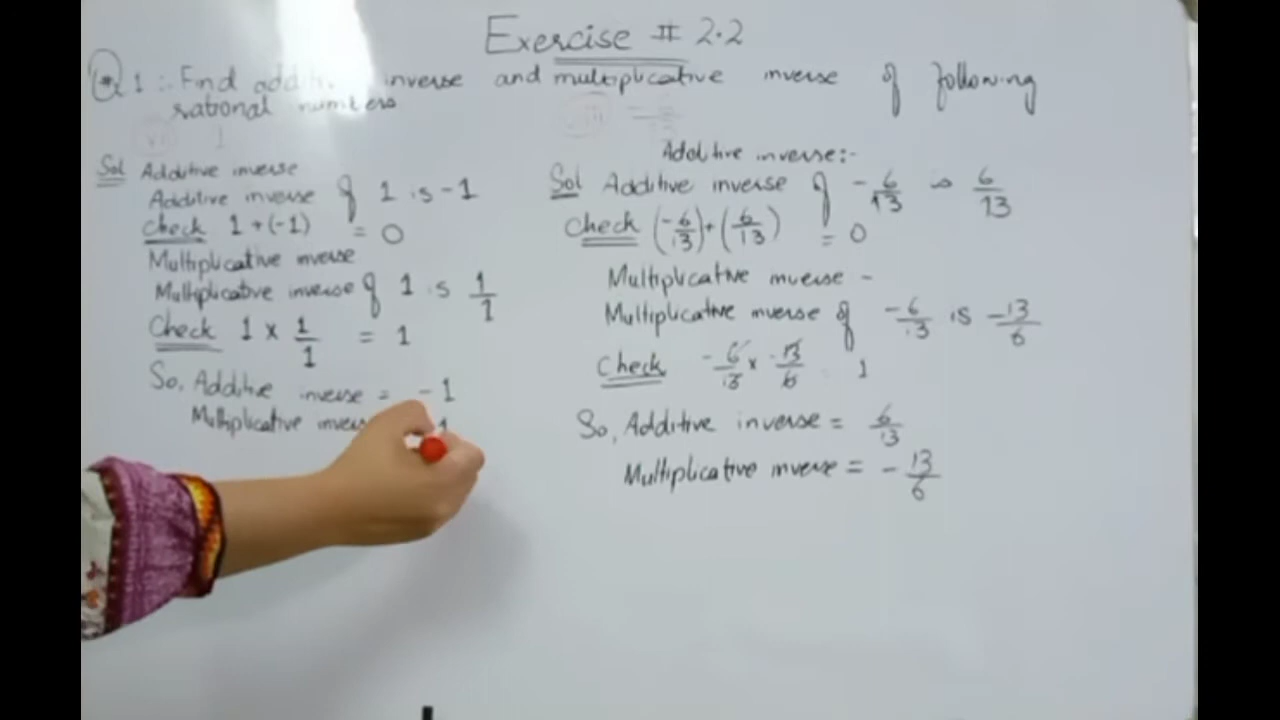 Exercise # 2.2
Q1:- Find inverse and multiplicative inverse of following
rational numbers
Sol Additive inverse
Additive inverse of 1 is -1
Check 1 + (-1) = 0
Multiplicative inverse
Multiplicative inverse of 1 is 1/1
Check 1 × 1/1 = 1
So, Additive inverse = -1
Multiplicative 1
viii
Additive inverse:-
Sol Additive inverse of -6/13 is 6/13
Check (-6/13) + (6/13) = 0
Multiplicative inverse -
Multiplicative inverse of -6/13 is -13/6
Check -6/13 × -13/6 1
So, Additive inverse = 6/13
Multiplicative inverse = -13/6